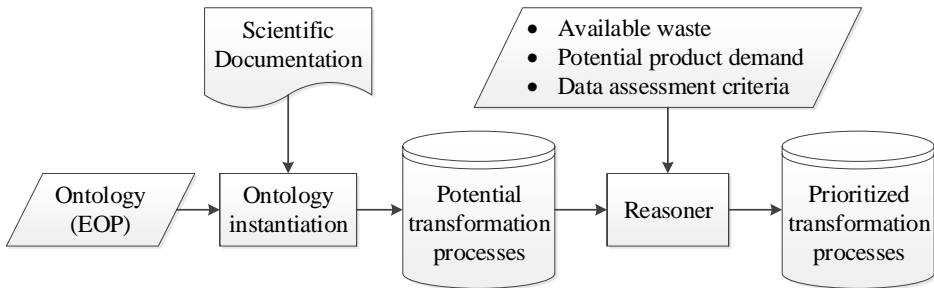 Scientific
Documentation
• Available waste
• Potential product demand
• Data assessment criteria
Ontology
(EOP)
Ontology
instantiation
Potential
transformation
processes
Reasoner
Prioritized
transformation
processes